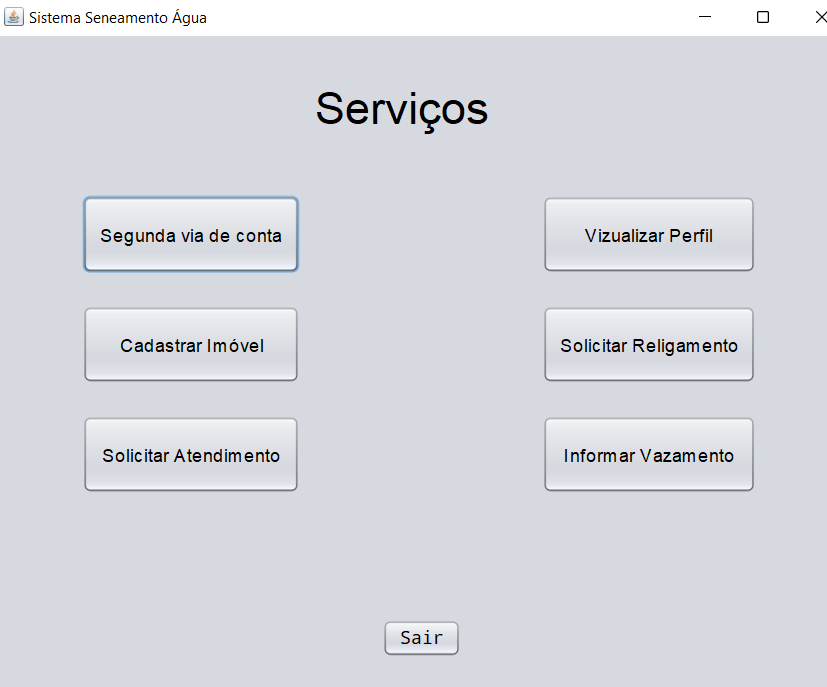 Sistema Seneamento Água
Serviços
Segunda via de conta
Vizualizar Perfil
Cadastrar Imóvel
Solicitar Religamento
Solicitar Atendimento
Informar Vazamento
Sair